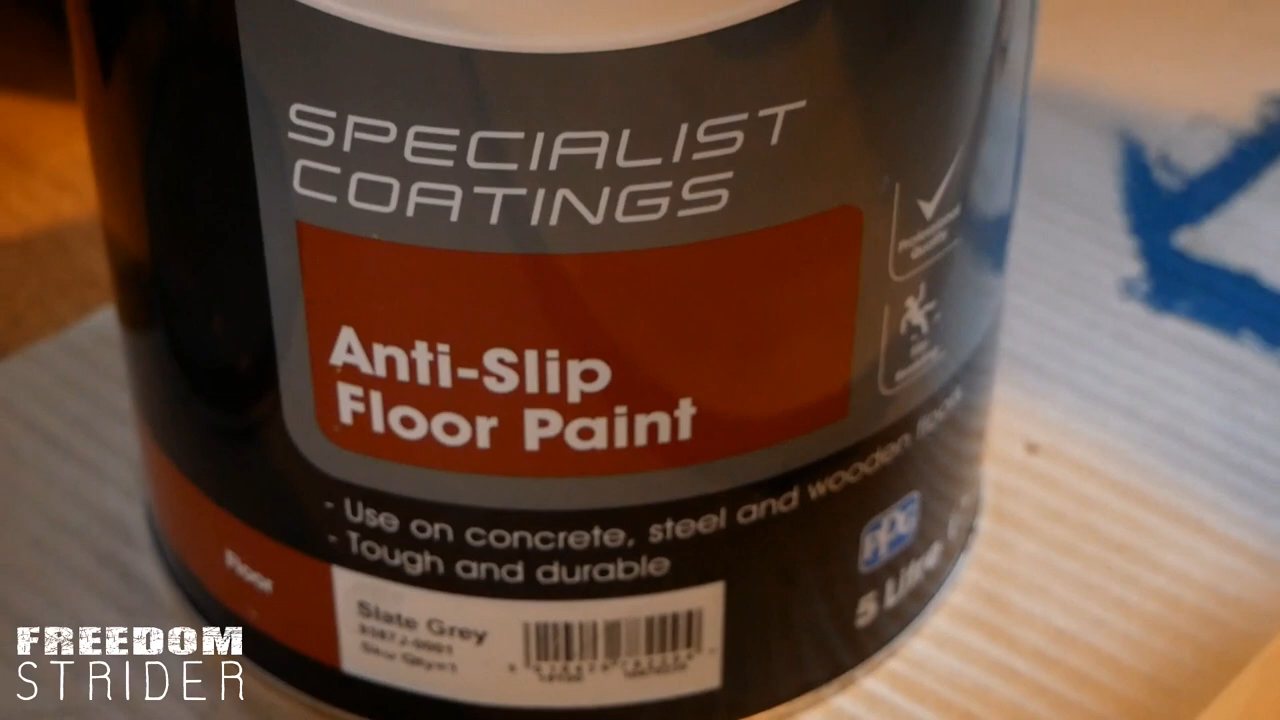 SPECIALIST
COATINGS
Anti-Slip
Floor Paint
- Use on concrete, steel and wooden floors
- Tough and durable
PPG
5 Litre
Floor
Slate Grey
FREEDOM
STRIDER